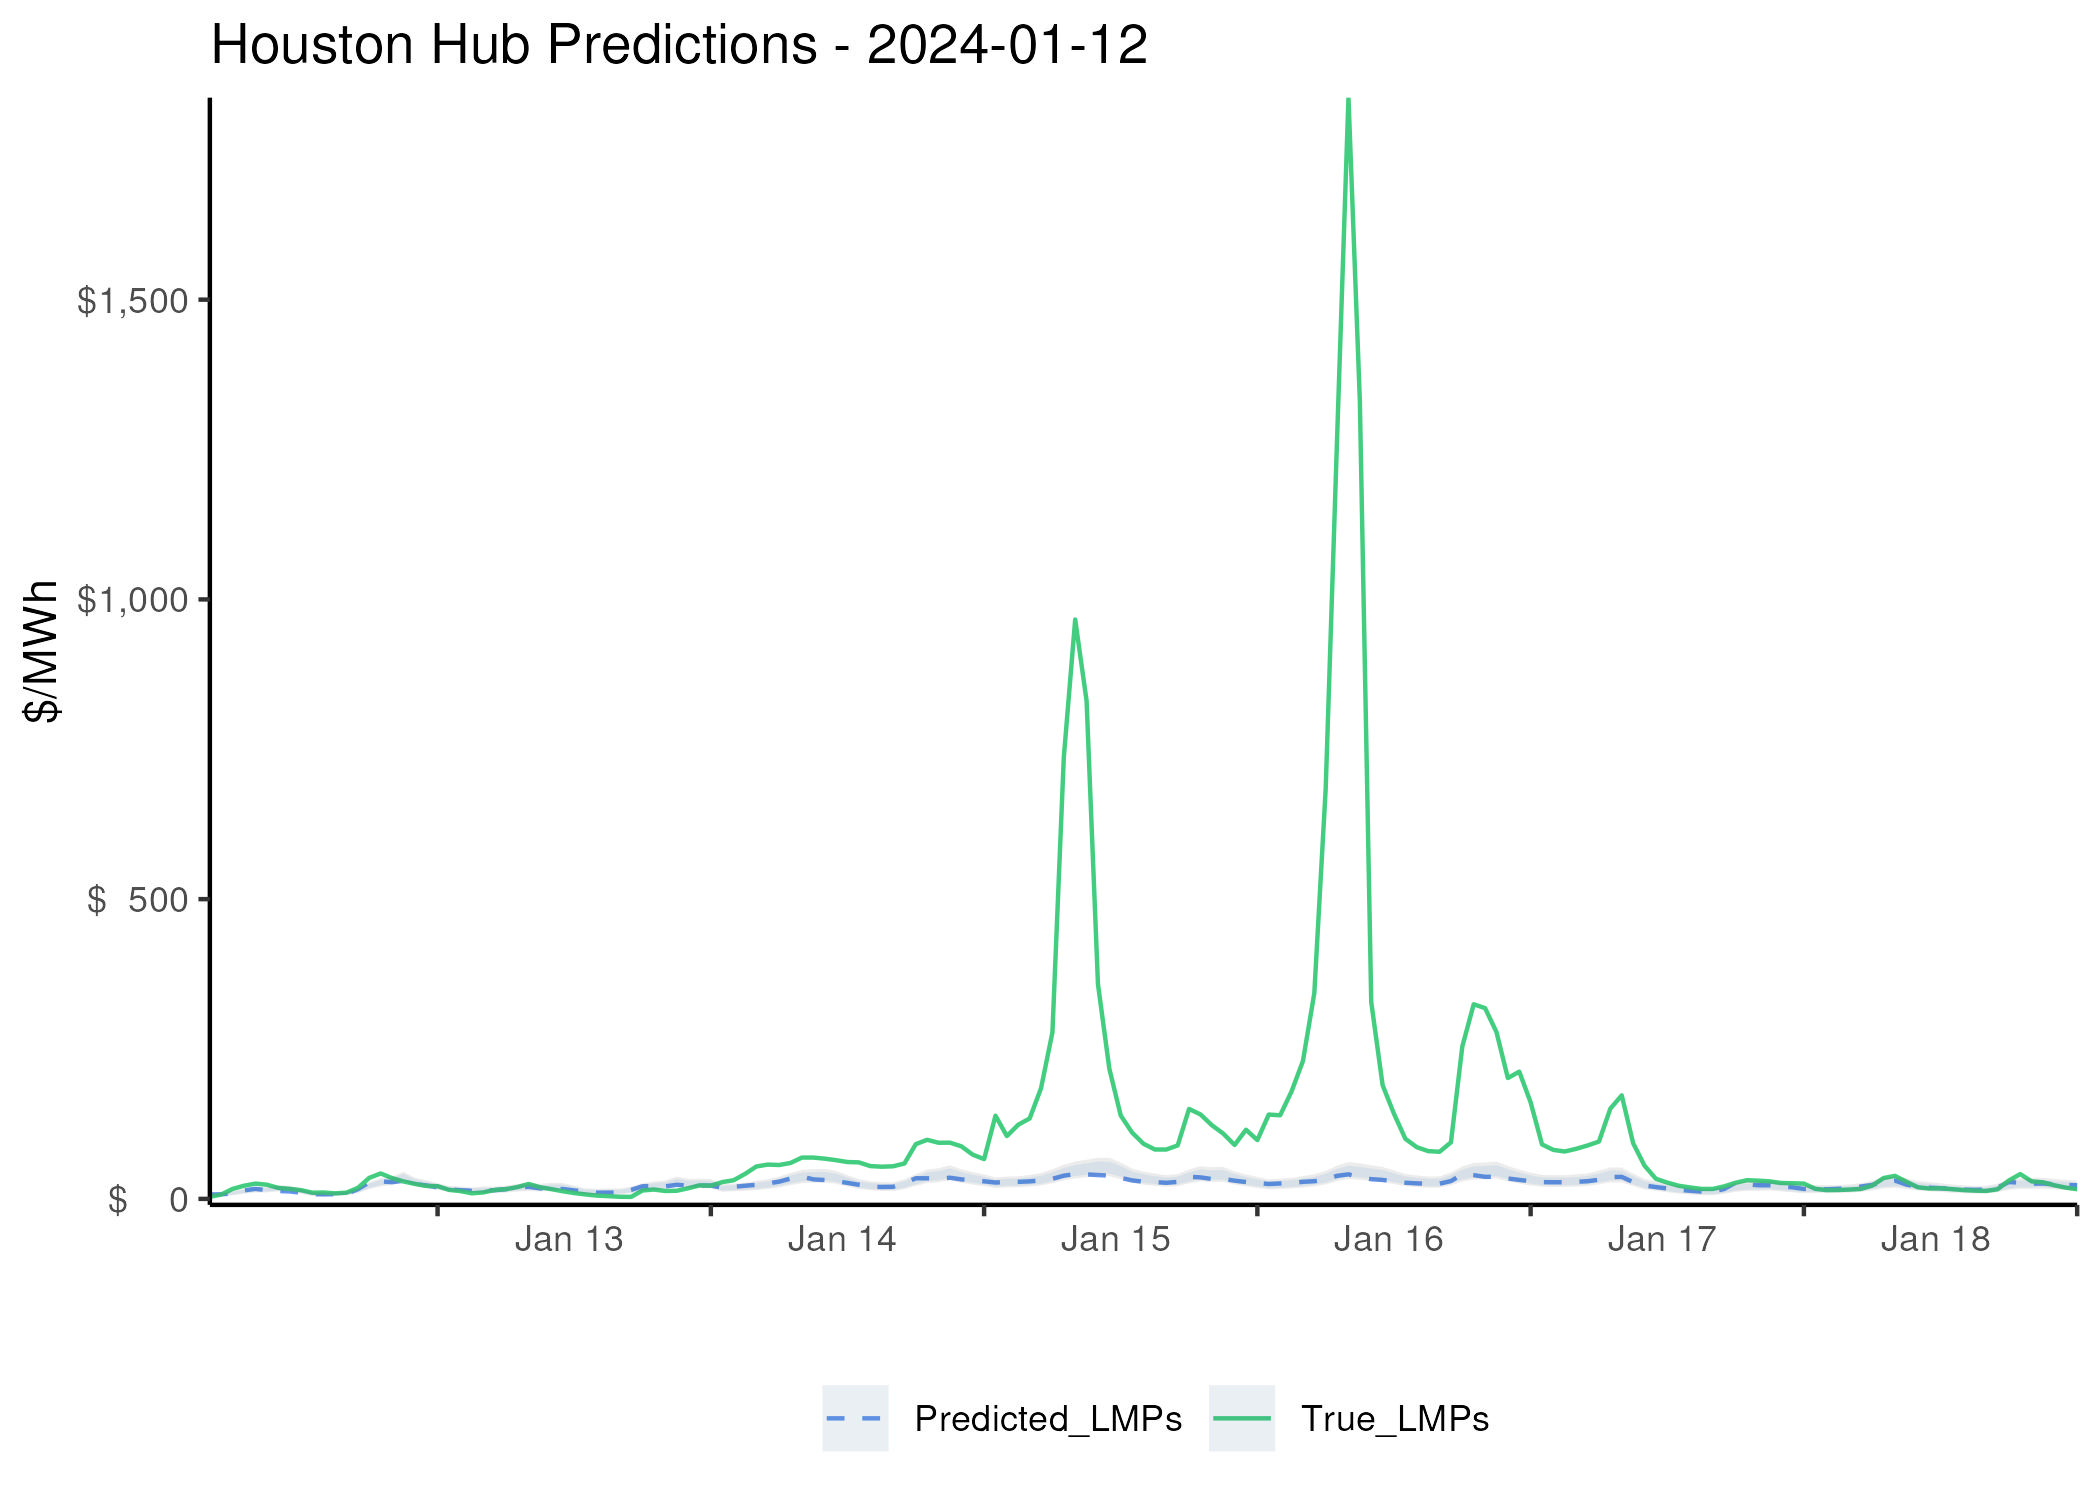 Houston Hub Predictions - 2024-01-12
$/MWh
$1,500
$1,000
$ 500
$ 0
Jan 13 Jan 14 Jan 15 Jan 16 Jan 17 Jan 18
Predicted_LMPs True_LMPs